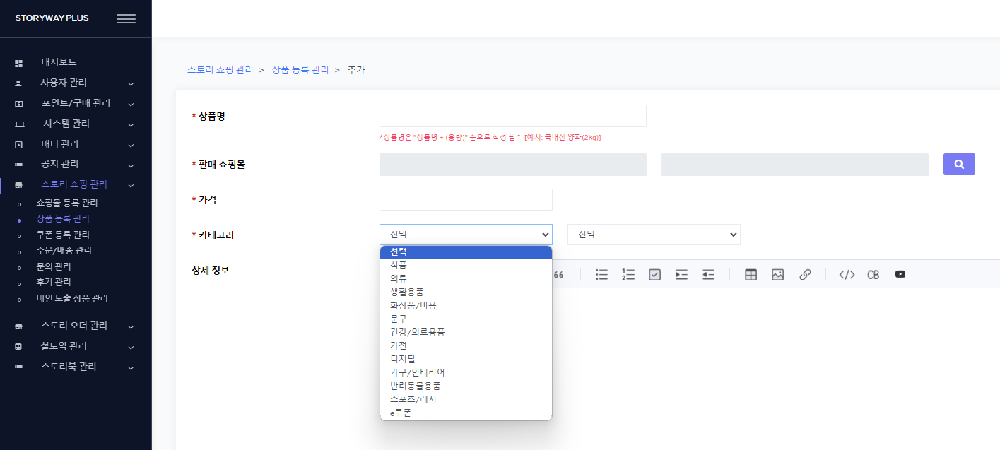 STORYWAY PLUS
대시보드
사용자 관리
포인트/구매 관리
시스템 관리
배너 관리
공지 관리
스토리 쇼핑 관리
쇼핑몰 등록 관리
상품 등록 관리
쿠폰 등록 관리
주문/배송 관리
문의 관리
후기 관리
메인 노출 상품 관리
스토리 오더 관리
철도역 관리
스토리북 관리
스토리 쇼핑 관리 > 상품 등록 관리 > 추가
* 상품명
*상품명은 "상품명 + (용량)" 순으로 작성 필수 [예시: 국내산 양파(2kg)]
* 판매 쇼핑몰
* 가격
* 카테고리 선택 선택
선택
식품
의류
생활용품
화장품/미용
문구
건강/의료용품
가전
디지털
가구/인테리어
반려동물용품
스포츠/레저
e쿠폰
상세 정보
66 </> CB